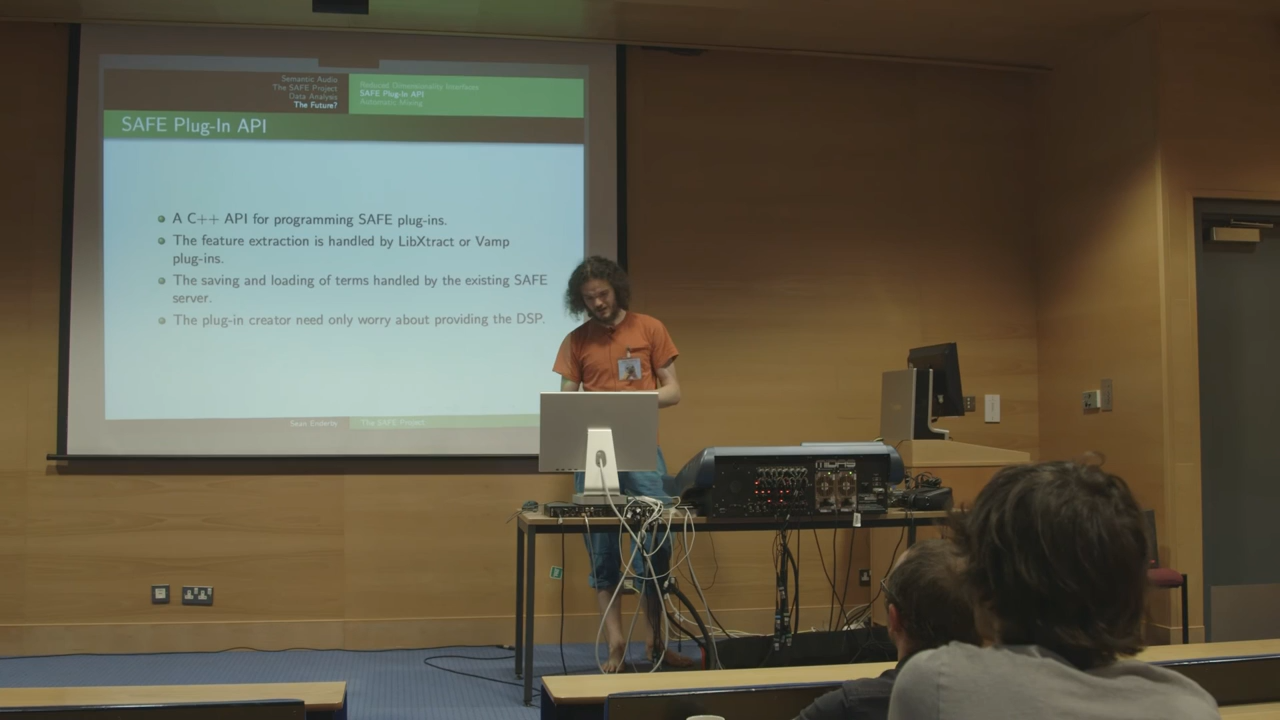 Semantic Audio
The SAFE Project
Data Analysis
The Future?
Reduced Dimensionality Interfaces
SAFE Plug-In API
Automatic Mixing
SAFE Plug-In API
A C++ API for programming SAFE plug-ins.
The feature extraction is handled by LibXtract or Vamp
plug-ins.
The saving and loading of terms handled by the existing SAFE
server.
The plug-in creator need only worry about providing the DSP.
Sean Enderby
The SAFE Project